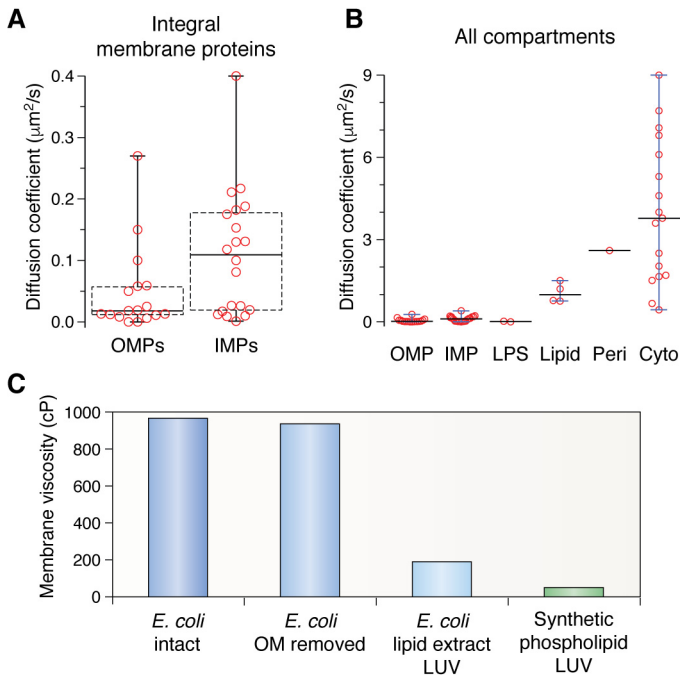 A
Integral
membrane proteins
Diffusion coefficient (μm²/s)
0.4
0.3
0.2
0.1
0.0
OMPs
IMPs
B
All compartments
Diffusion coefficient (μm²/s)
9
6
3
0
OMP
IMP
LPS
Lipid
Peri
Cyto
C
Membrane viscosity (cP)
1000
800
600
400
200
0
E. coli
intact
E. coli
OM removed
E. coli
lipid extract
LUV
Synthetic
phospholipid
LUV